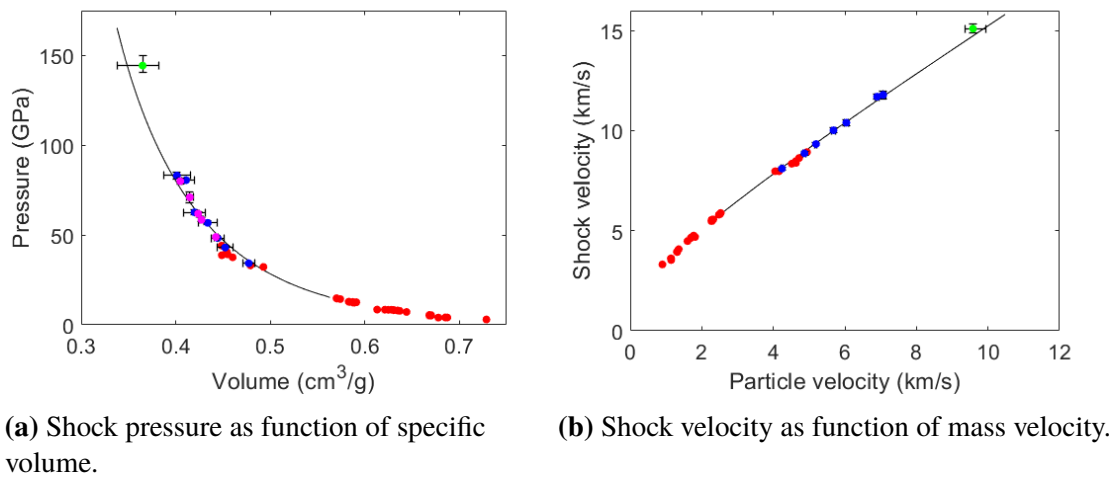 150
100
50
0
0.3 0.4 0.5 0.6 0.7
Pressure (GPa)
Volume (cm³/g)
15
10
5
0
0 2 4 6 8 10 12
Shock velocity (km/s)
Particle velocity (km/s)
(a) Shock pressure as function of specific
volume.
(b) Shock velocity as function of mass velocity.